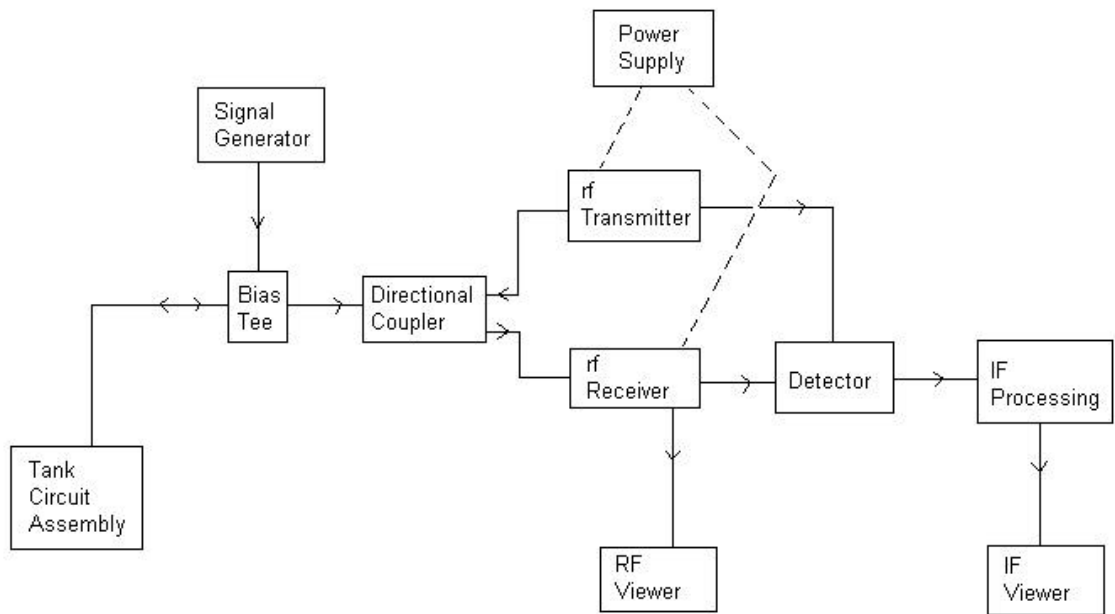 Power
Supply
Signal
Generator
rf
Transmitter
Bias
Tee
Directional
Coupler
rf
Receiver
Detector
IF
Processing
Tank
Circuit
Assembly
RF
Viewer
IF
Viewer